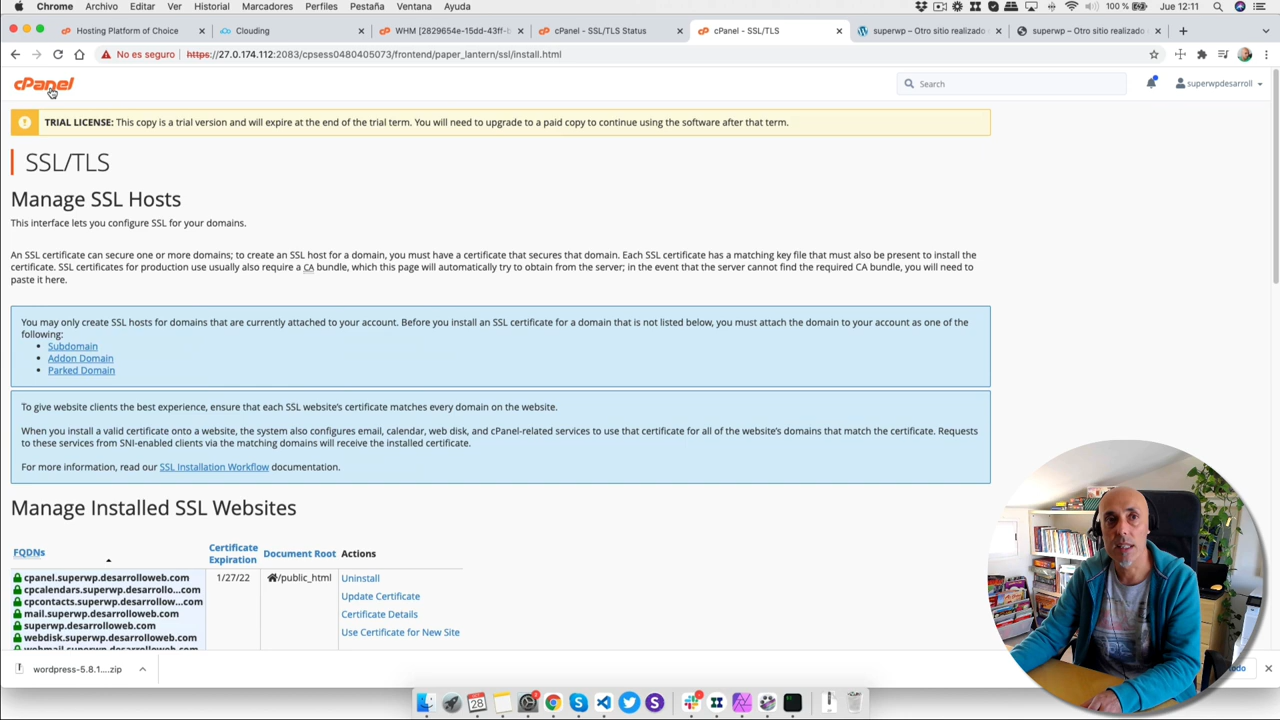 Chrome Archivo Editar Ver Historial Marcadores Perfiles Pestaña Ventana Ayuda 100 % Jue 12:11
Hosting Platform of Choice Clouding WHM [2829654e-15dd-43ff-b cPanel - SSL/TLS Status cPanel - SSL/TLS superwp – Otro sitio realizado superwp – Otro sitio realizado
No es seguro https://27.0.174.112:2083/cpsess0480405073/frontend/paper_lantern/ssl/install.html
cPanel Search superwpdesarroll
TRIAL LICENSE: This copy is a trial version and will expire at the end of the trial term. You will need to upgrade to a paid copy to continue using the software after that term.
SSL/TLS
Manage SSL Hosts
This interface lets you configure SSL for your domains.
An SSL certificate can secure one or more domains; to create an SSL host for a domain, you must have a certificate that secures that domain. Each SSL certificate has a matching key file that must also be present to install the
certificate. SSL certificates for production use usually also require a CA bundle, which this page will automatically try to obtain from the server; in the event that the server cannot find the required CA bundle, you will need to
paste it here.
You may only create SSL hosts for domains that are currently attached to your account. Before you install an SSL certificate for a domain that is not listed below, you must attach the domain to your account as one of the
following:
• Subdomain
• Addon Domain
• Parked Domain
To give website clients the best experience, ensure that each SSL website's certificate matches every domain on the website.
When you install a valid certificate onto a website, the system also configures email, calendar, web disk, and cPanel-related services to use that certificate for all of the website's domains that match the certificate. Requests
to these services from SNI-enabled clients via the matching domains will receive the installed certificate.
For more information, read our SSL Installation Workflow documentation.
Manage Installed SSL Websites
FQDNs Certificate Expiration Document Root Actions
cpanel.superwp.desarrolloweb.com 1/27/22 /public_html Uninstall
cpcalendars.superwp.desarrollo...com
cpcontacts.superwp.desarrollow...com Update Certificate
mail.superwp.desarrolloweb.com Certificate Details
superwp.desarrolloweb.com
webdisk.superwp.desarrolloweb.com Use Certificate for New Site
webmail.superwp.desarrolloweb.com
wordpress-5.8.1....zip
28